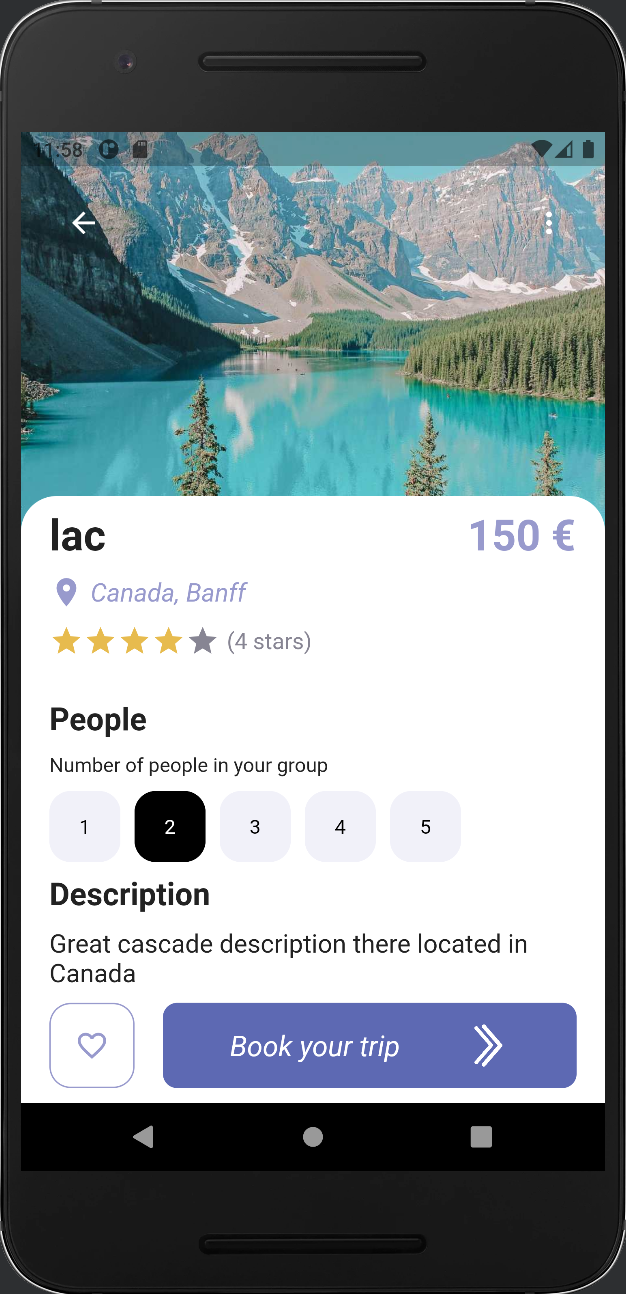 11:58
lac
150 €
Canada, Banff
(4 stars)
People
Number of people in your group
1 2 3 4 5
Description
Great cascade description there located in
Canada
Book your trip